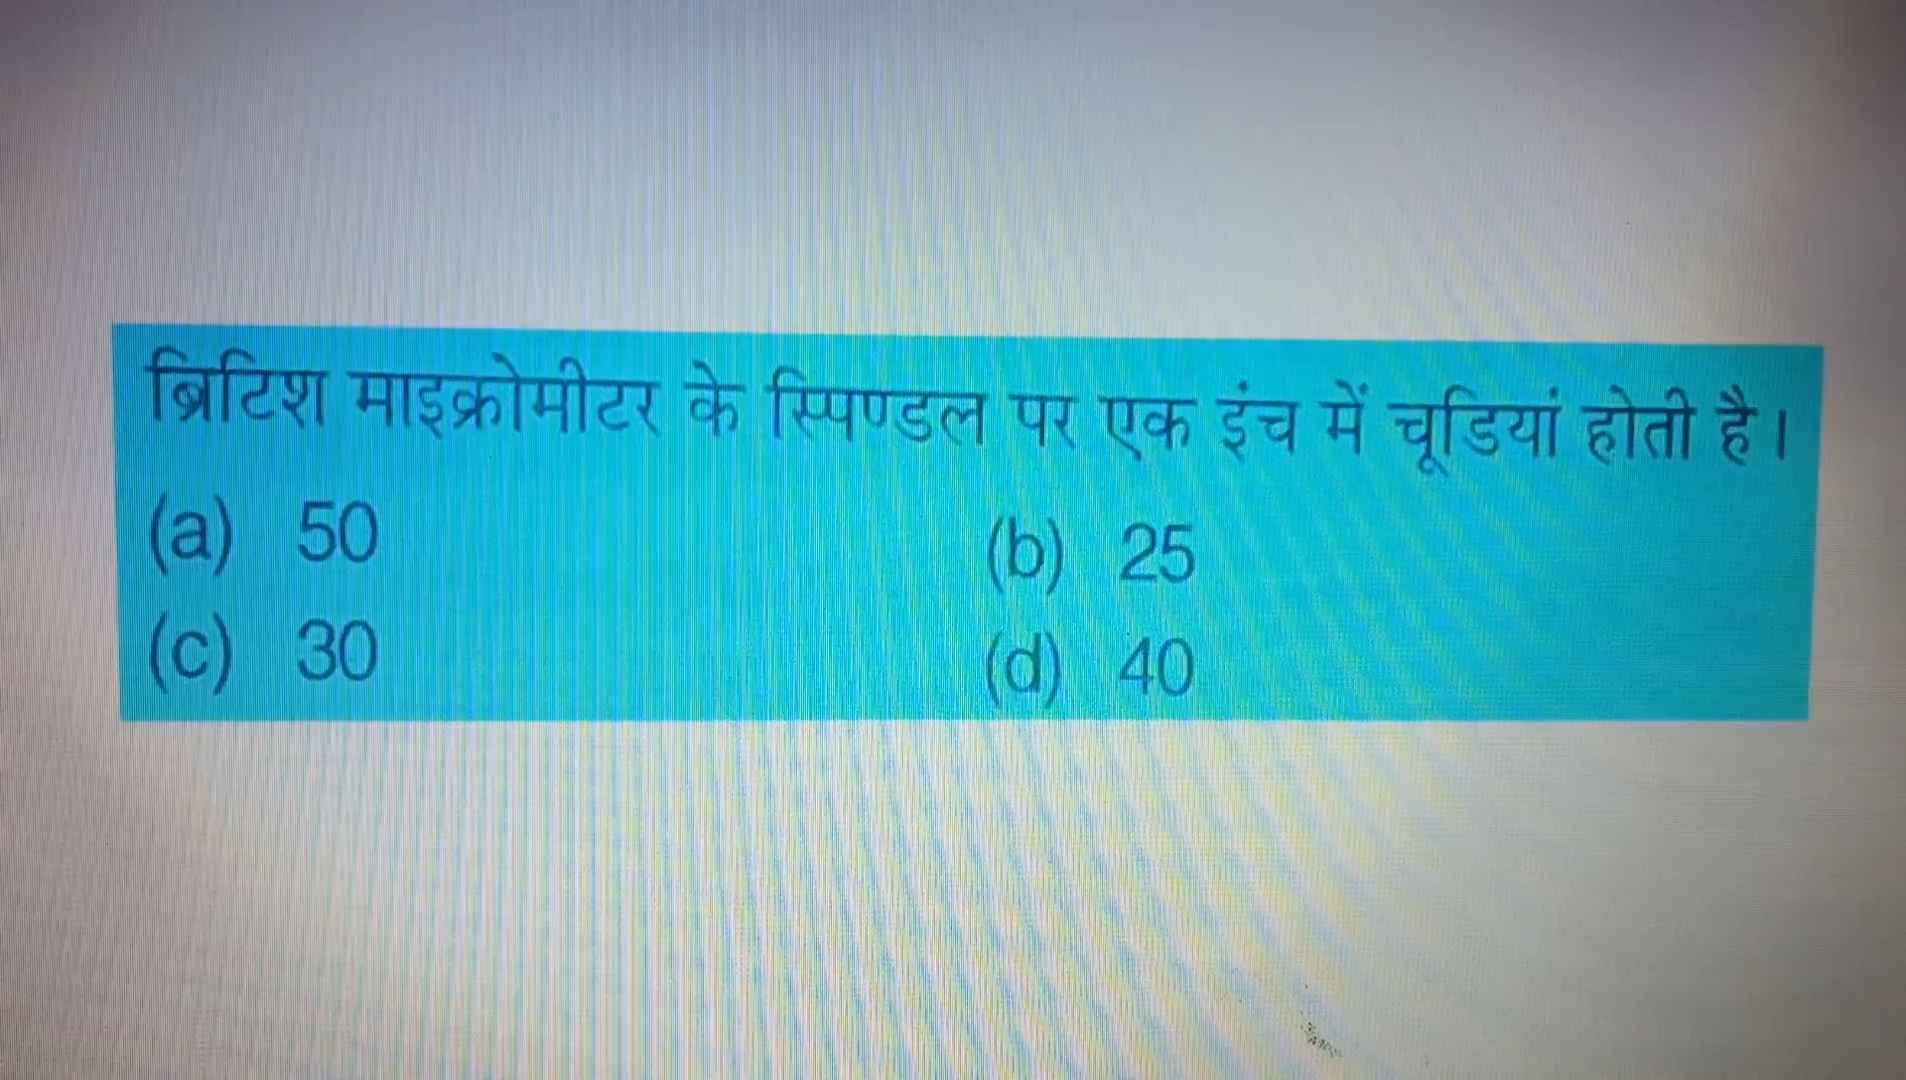 ब्रिटिश माइक्रोमीटर के स्पिण्डल पर एक इंच में चूडियां होती है।
(a) 50 (b) 25
(c) 30 (d) 40